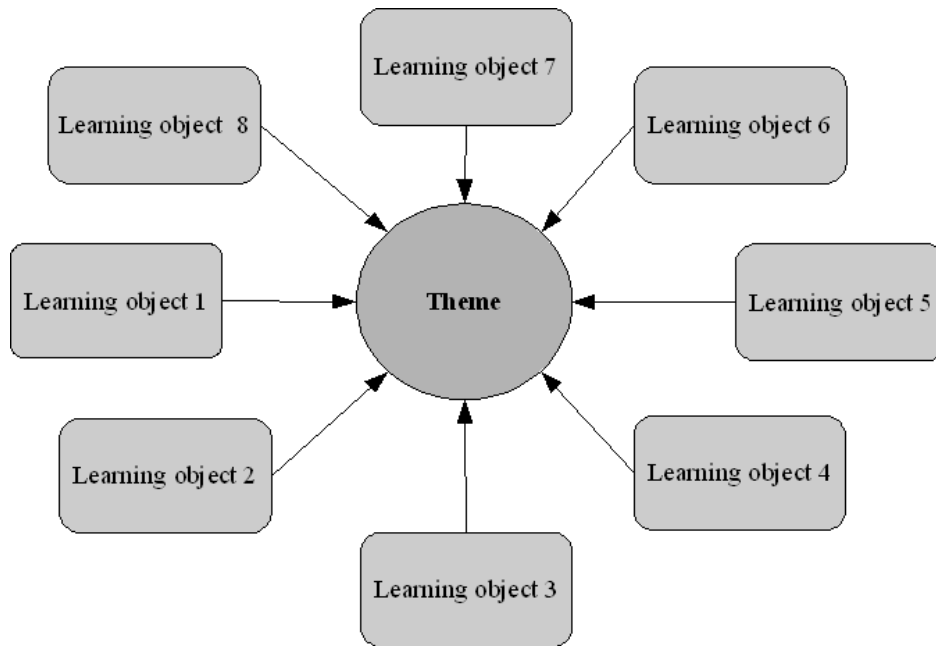 Learning object 7
Learning object  8
Learning object 6
Learning object 1
Theme
Learning object 5
Learning object 2
Learning object 4
Learning object 3